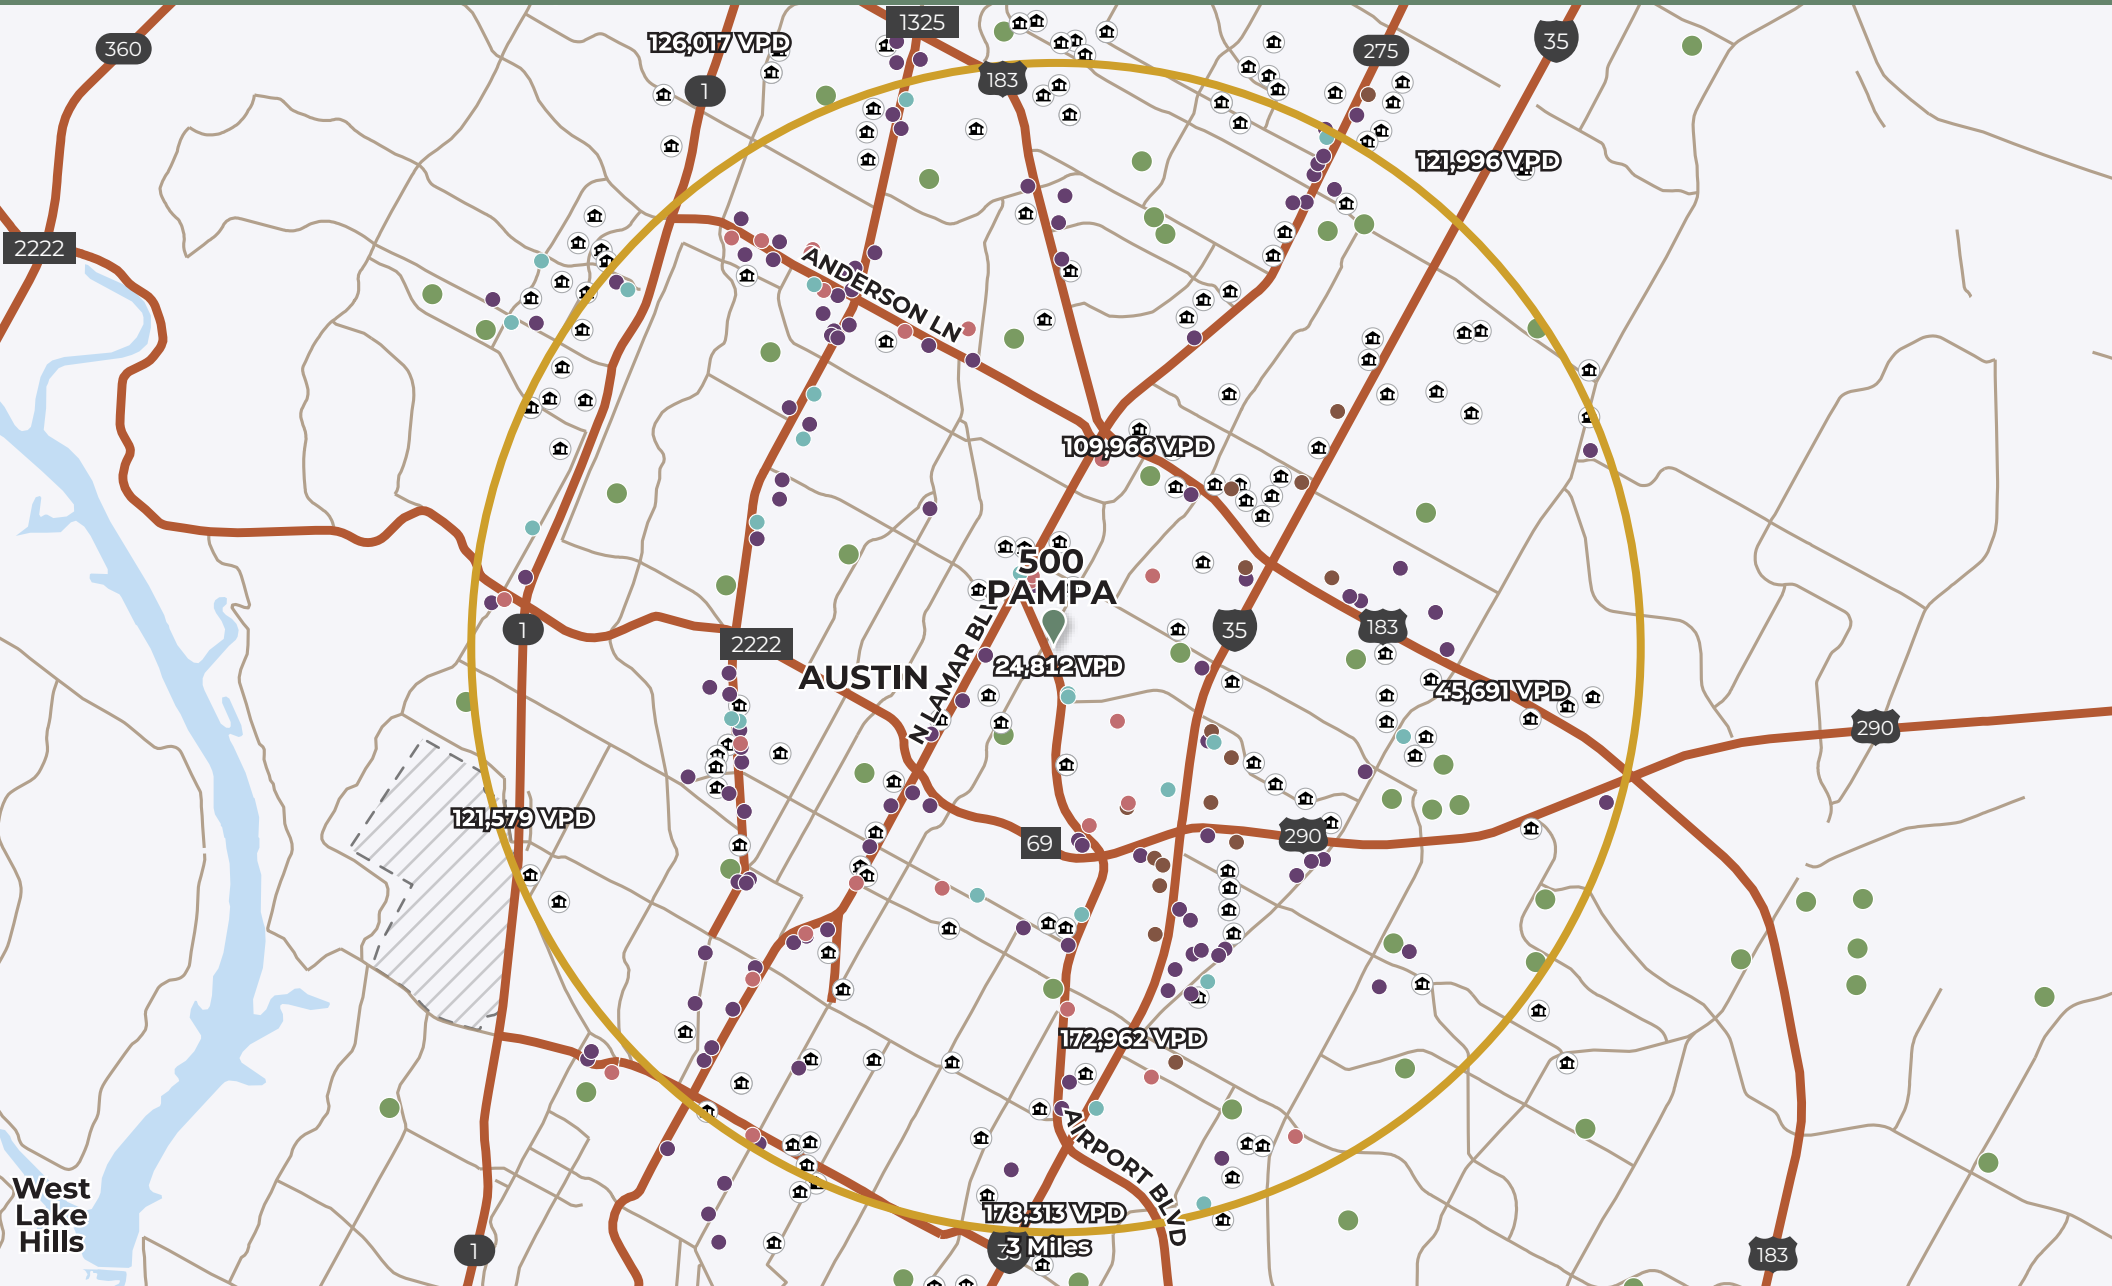 1325
360
126,017 VPD
35
275
183
1
121,996 VPD
2222
ANDERSON LN
109,966 VPD
500
PAMPA
1
35
183
2222
24,812 VPD
AUSTIN
N LAMAR BLV
45,691 VPD
290
121,579 VPD
69
290
172,962 VPD
AIRPORT BLVD
West
Lake
Hills
178,313 VPD
3 Miles
1
183